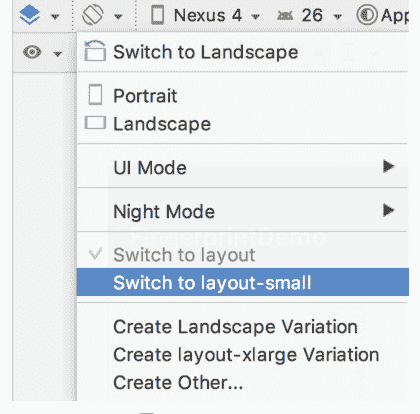 Nexus 4 26 App
Switch to Landscape
Portrait
Landscape
UI Mode
Night Mode
FingerprintDemo
Switch to layout
Switch to layout-small
Create Landscape Variation
Create layout-xlarge Variation
Create Other...